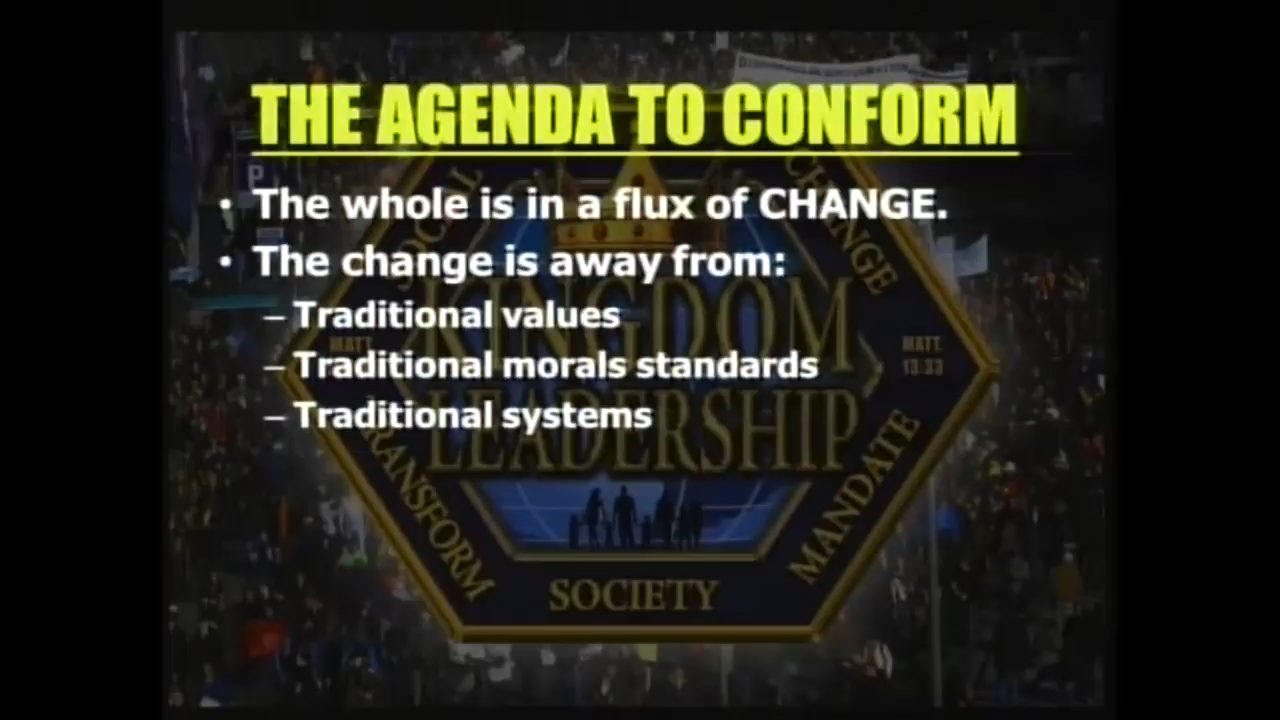 THE AGENDA TO CONFORM
• The whole is in a flux of CHANGE.
• The change is away from:
– Traditional values
– Traditional morals standards
– Traditional systems
P
SOCIAL
CHANGE
KINGDOM
LEADERSHIP
MATT.
MATT.
13:33
TRANSFORM
MANDATE
SOCIETY